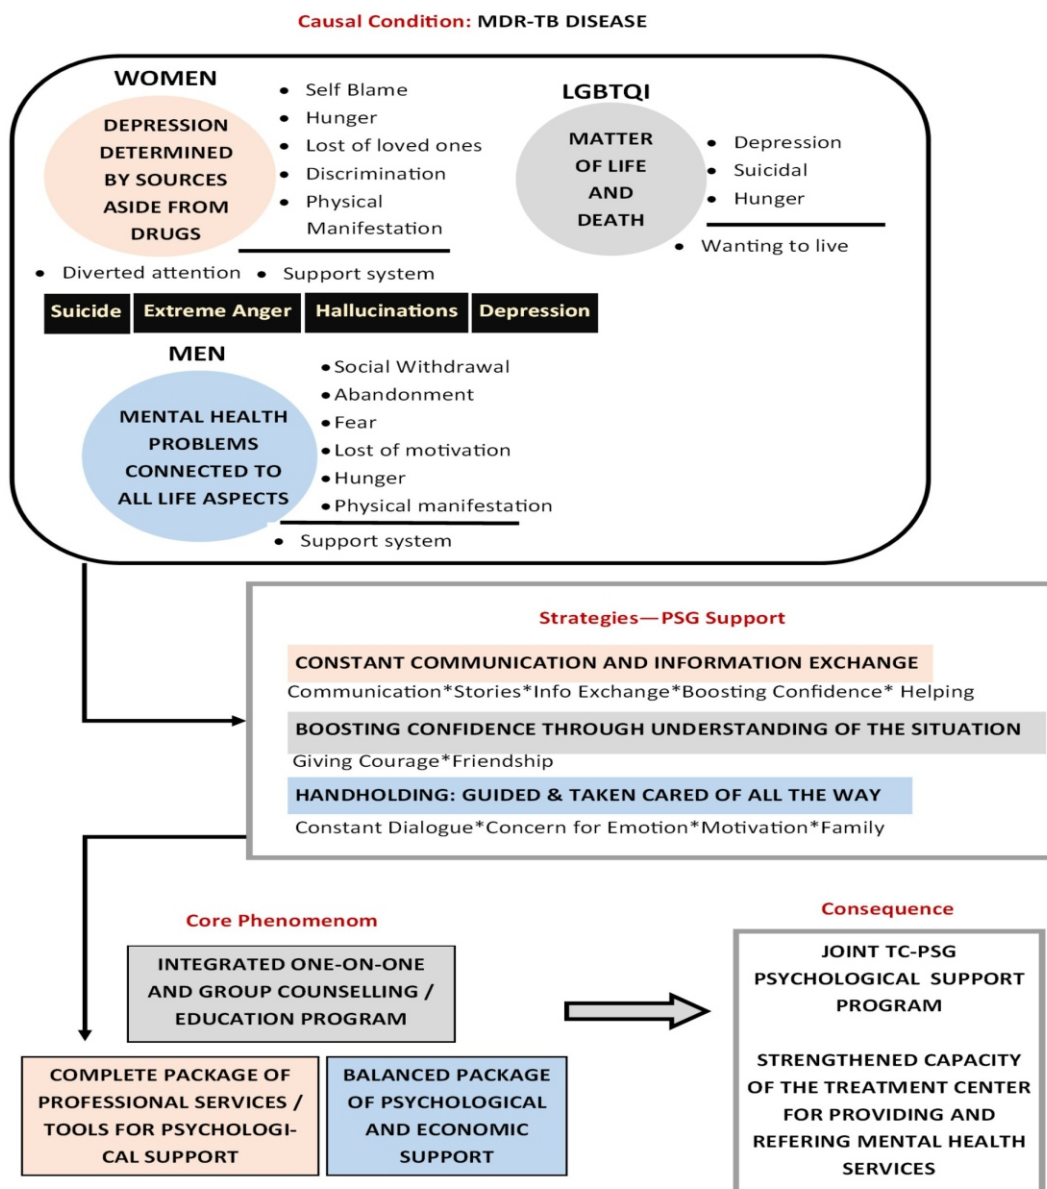 Causal Condition: MDR-TB DISEASE
WOMEN
DEPRESSION
DETERMINED
BY SOURCES
ASIDE FROM
DRUGS
• Self Blame
• Hunger
• Lost of loved ones
• Discrimination
• Physical
Manifestation
• Diverted attention • Support system
LGBTQI
MATTER
OF LIFE
AND
DEATH
• Depression
• Suicidal
• Hunger
• Wanting to live
Suicide Extreme Anger Hallucinations Depression
MEN
MENTAL HEALTH
PROBLEMS
CONNECTED TO
ALL LIFE ASPECTS
• Social Withdrawal
• Abandonment
• Fear
• Lost of motivation
• Hunger
• Physical manifestation
• Support system
Strategies—PSG Support
CONSTANT COMMUNICATION AND INFORMATION EXCHANGE
Communication*Stories*Info Exchange*Boosting Confidence* Helping
BOOSTING CONFIDENCE THROUGH UNDERSTANDING OF THE SITUATION
Giving Courage*Friendship
HANDHOLDING: GUIDED & TAKEN CARED OF ALL THE WAY
Constant Dialogue*Concern for Emotion*Motivation*Family
Core Phenomenom
INTEGRATED ONE-ON-ONE
AND GROUP COUNSELLING /
EDUCATION PROGRAM
COMPLETE PACKAGE OF
PROFESSIONAL SERVICES /
TOOLS FOR PSYCHOLOGI-
CAL SUPPORT
BALANCED PACKAGE
OF PSYCHOLOGICAL
AND ECONOMIC
SUPPORT
Consequence
JOINT TC-PSG
PSYCHOLOGICAL SUPPORT
PROGRAM
STRENGTHENED CAPACITY
OF THE TREATMENT CENTER
FOR PROVIDING AND
REFERING MENTAL HEALTH
SERVICES